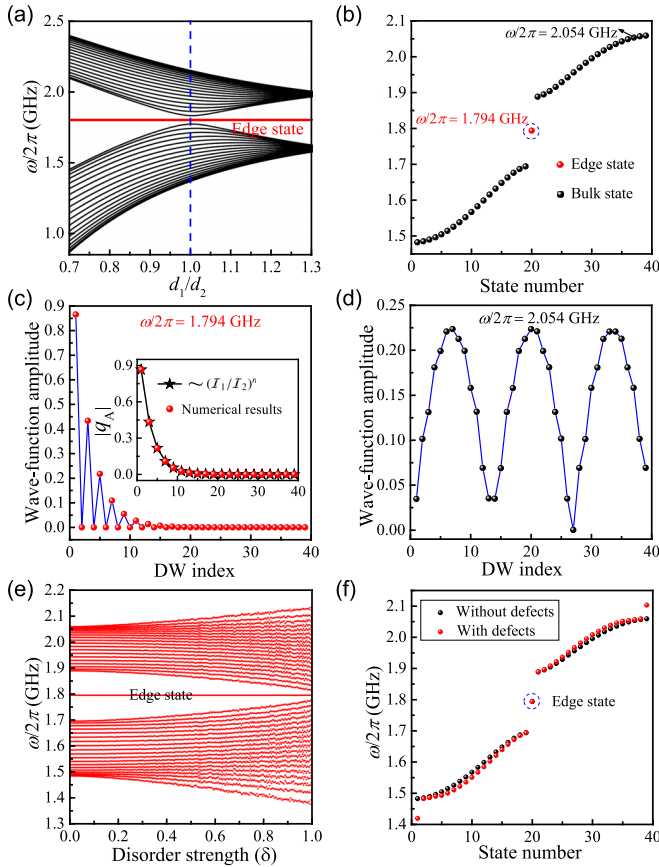 (a)
2.5
2.0
1.5
1.0
ω/2π (GHz)
Edge state
0.7 0.8 0.9 1.0 1.1 1.2 1.3
d1/d2
(b)
2.1
2.0
1.9
1.8
1.7
1.6
1.5
ω/2π (GHz)
ω/2π = 2.054 GHz
ω/2π = 1.794 GHz
Edge state
Bulk state
0 10 20 30 40
State number
(c)
0.9
0.8
0.7
0.6
0.5
0.4
0.3
0.2
0.1
0.0
Wave-function amplitude
ω/2π = 1.794 GHz
0.9
0.6
0.3
0.0
|qA|
~ (I1/I2)^n
Numerical results
0 10 20 30 40
0 10 20 30 40
DW index
(d)
0.25
0.20
0.15
0.10
0.05
0.00
Wave-function amplitude
ω/2π = 2.054 GHz
0 10 20 30 40
DW index
(e)
2.2
2.1
2.0
1.9
1.8
1.7
1.6
1.5
1.4
1.3
ω/2π (GHz)
Edge state
0.0 0.2 0.4 0.6 0.8 1.0
Disorder strength (δ)
(f)
2.1
2.0
1.9
1.8
1.7
1.6
1.5
1.4
ω/2π (GHz)
Without defects
With defects
Edge state
0 10 20 30 40
State number